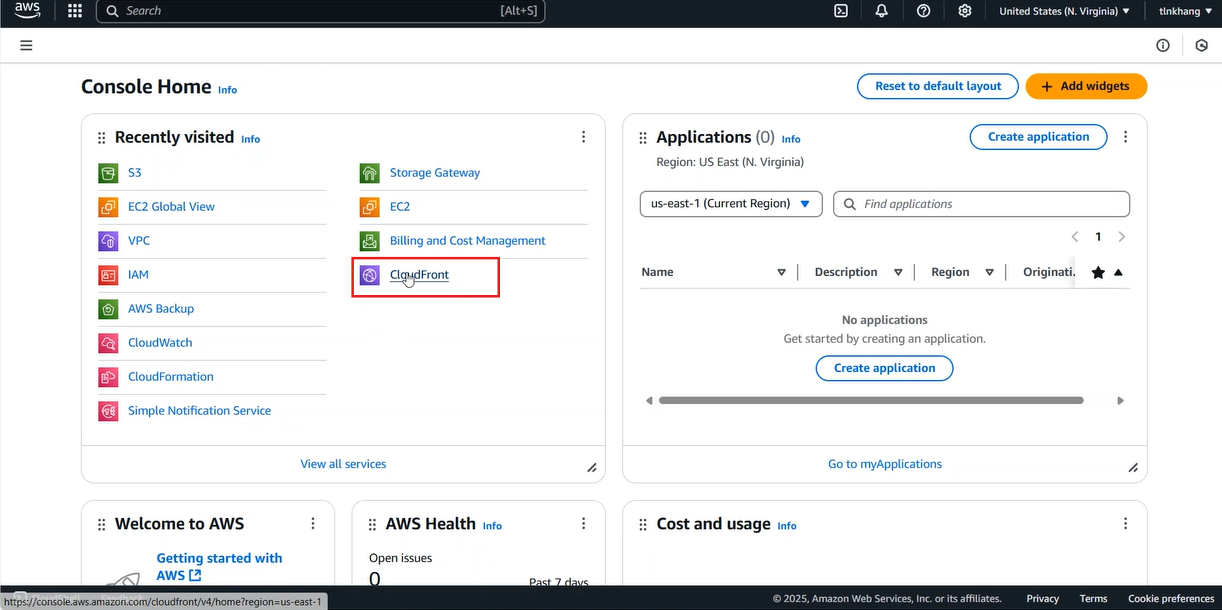 aws
Search [Alt+S]
United States (N. Virginia)
tlnkhang
Console Home Info
Reset to default layout
+ Add widgets
Recently visited Info
S3
EC2 Global View
VPC
IAM
AWS Backup
CloudWatch
CloudFormation
Simple Notification Service
Storage Gateway
EC2
Billing and Cost Management
CloudFront
View all services
Applications (0) Info
Create application
Region: US East (N. Virginia)
us-east-1 (Current Region)
Find applications
1
Name
Description
Region
Originati.
No applications
Get started by creating an application.
Create application
Go to myApplications
Welcome to AWS
Getting started with
AWS
AWS Health Info
Open issues
0
Past 7 days
Cost and usage Info
https://console.aws.amazon.com/cloudfront/v4/home?region=us-east-1
© 2025, Amazon Web Services, Inc. or its affiliates.
Privacy
Terms
Cookie preferences